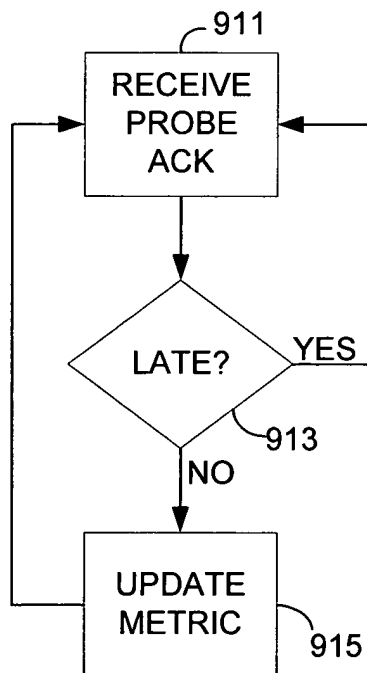 911
RECEIVE
PROBE
ACK
LATE?
YES
913
NO
UPDATE
METRIC
915